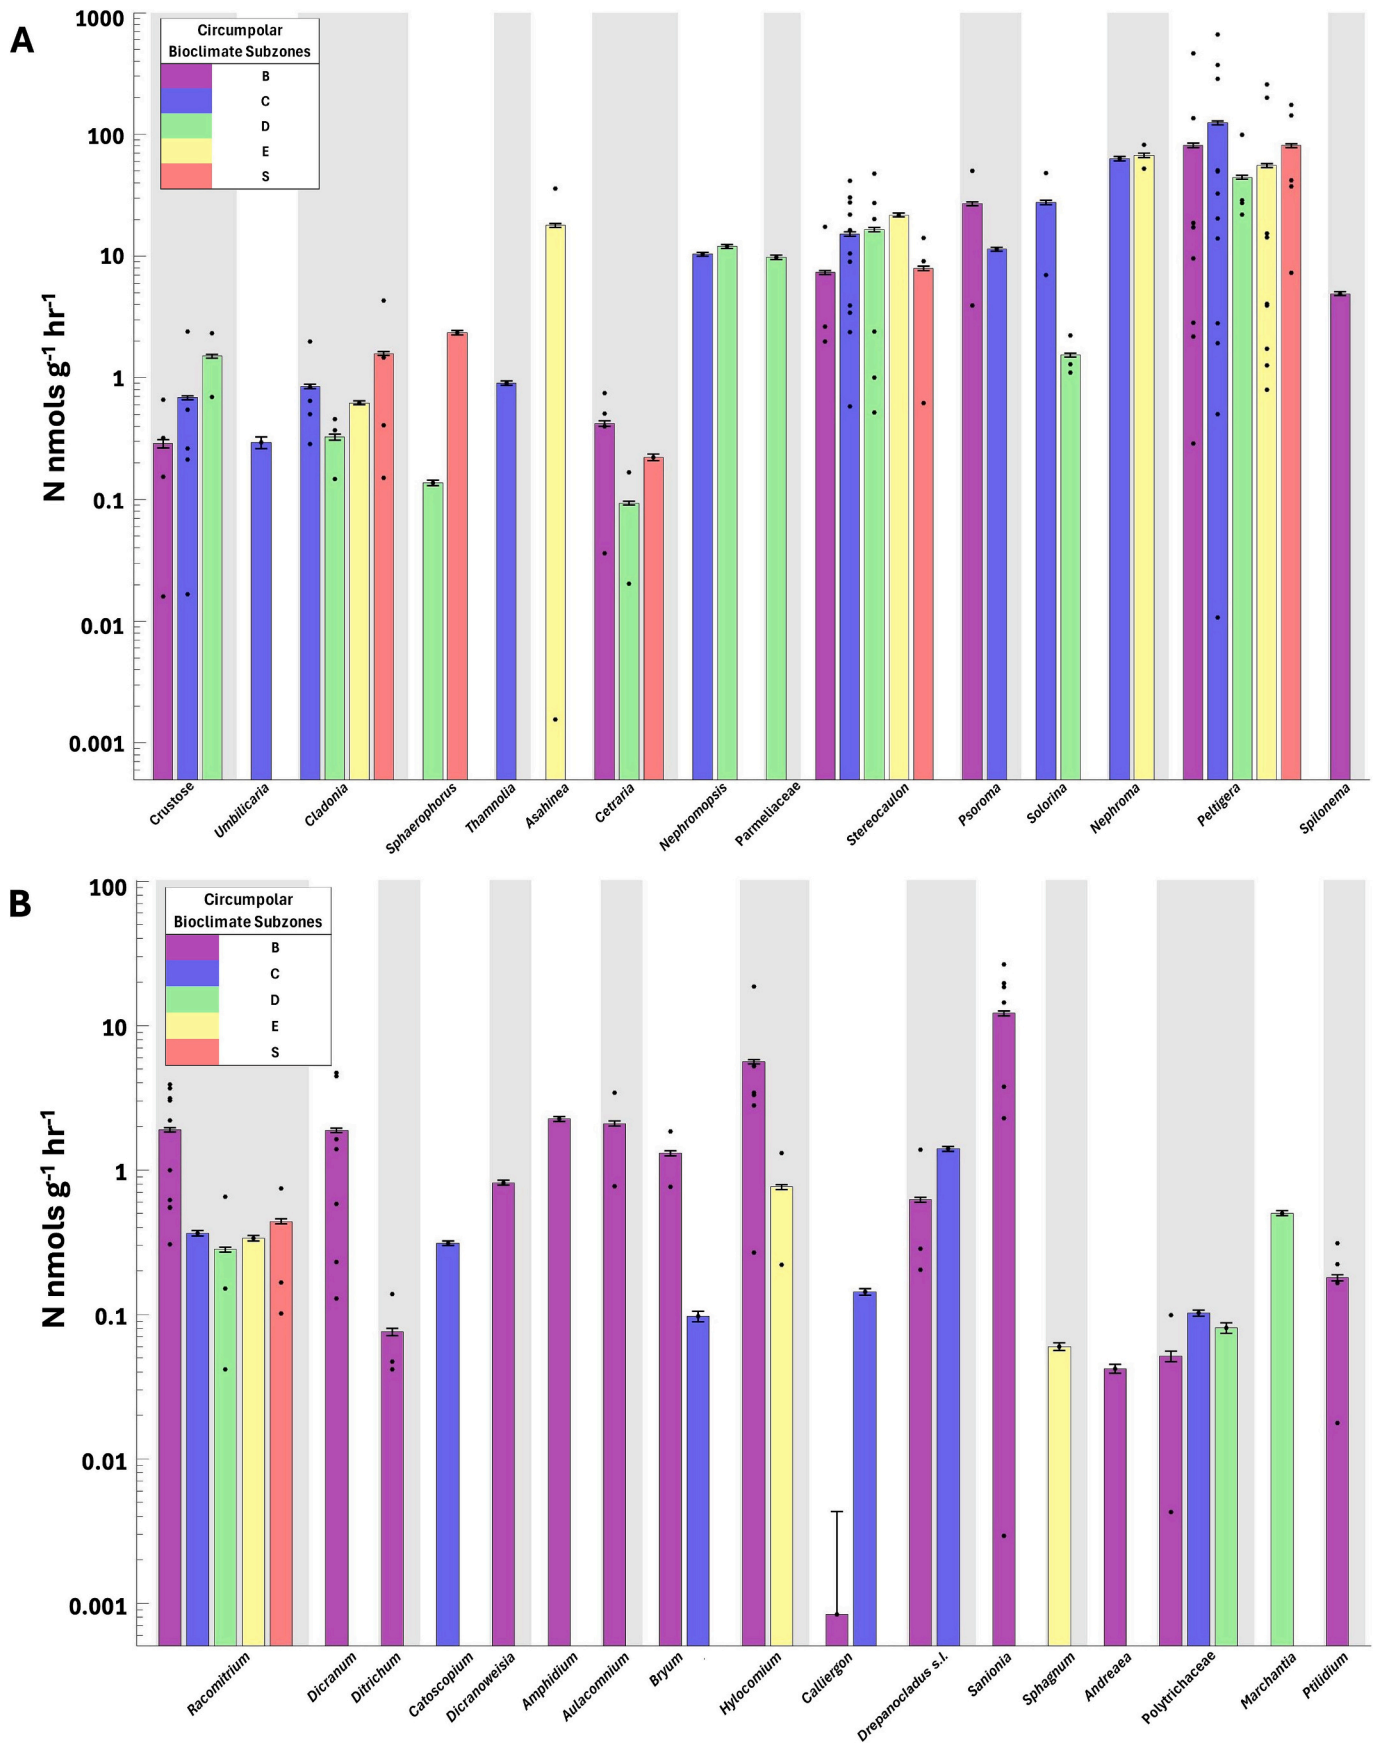 A
Circumpolar
Bioclimate Subzones
B
C
D
E
S
1000
100
10
1
0.1
0.01
0.001
N nmols g⁻¹ hr⁻¹
Crustose
Umbilicaria
Cladonia
Sphaerophorus
Thamnolia
Asahinea
Cetraria
Nephromopsis
Parmeliaceae
Stereocaulon
Psoroma
Solorina
Nephroma
Peltigera
Spilonema
B
Circumpolar
Bioclimate Subzones
B
C
D
E
S
100
10
1
0.1
0.01
0.001
N nmols g⁻¹ hr⁻¹
Racomitrium
Dicranum
Ditrichum
Catoscopium
Dicranoweisia
Amphidium
Aulacomnium
Bryum
Hylocomium
Calliergon
Drepanocladus s.l.
Sanionia
Sphagnum
Andreaea
Polytrichaceae
Marchantia
Ptilidium